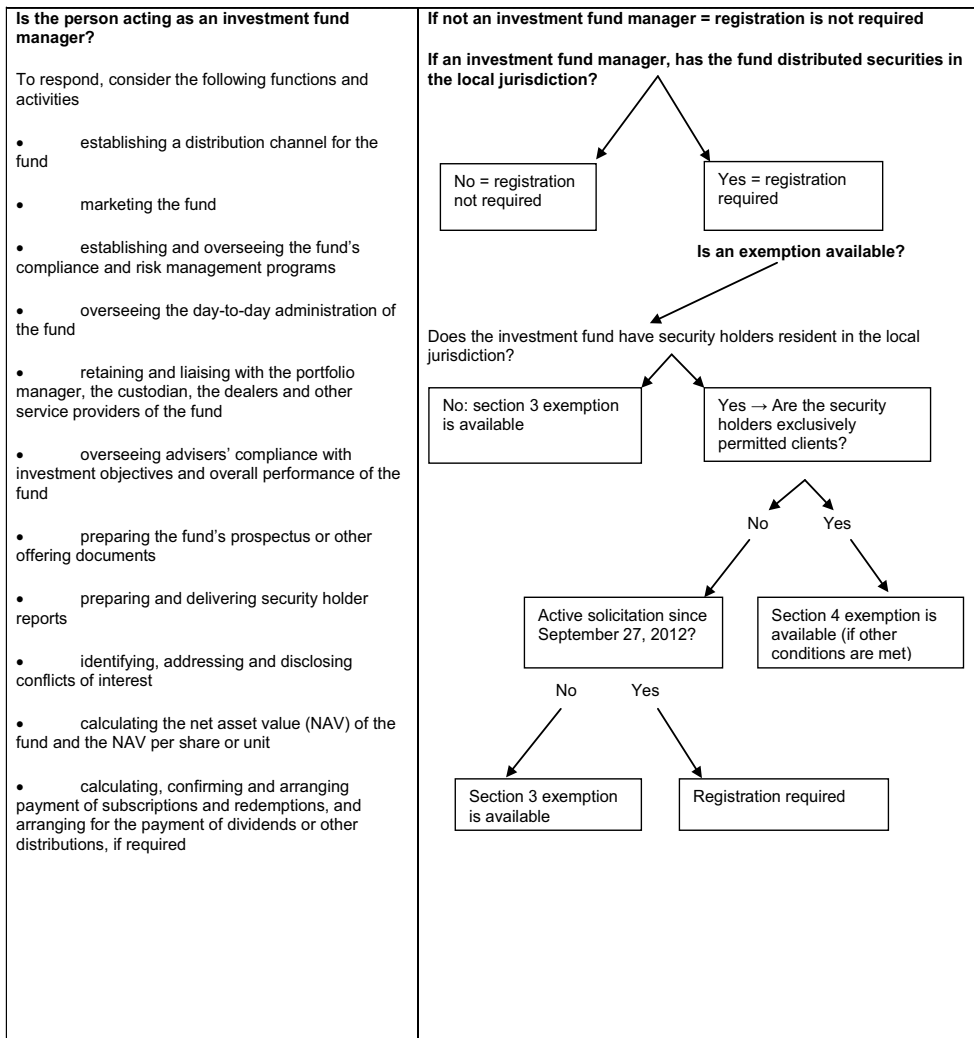 Is the person acting as an investment fund
manager?
To respond, consider the following functions and
activities
• establishing a distribution channel for the
fund
• marketing the fund
• establishing and overseeing the fund's
compliance and risk management programs
• overseeing the day-to-day administration of
the fund
• retaining and liaising with the portfolio
manager, the custodian, the dealers and other
service providers of the fund
• overseeing advisers' compliance with
investment objectives and overall performance of the
fund
• preparing the fund's prospectus or other
offering documents
• preparing and delivering security holder
reports
• identifying, addressing and disclosing
conflicts of interest
• calculating the net asset value (NAV) of the
fund and the NAV per share or unit
• calculating, confirming and arranging
payment of subscriptions and redemptions, and
arranging for the payment of dividends or other
distributions, if required
If not an investment fund manager = registration is not required
If an investment fund manager, has the fund distributed securities in
the local jurisdiction?
No = registration
not required
Yes = registration
required
Is an exemption available?
Does the investment fund have security holders resident in the local
jurisdiction?
No: section 3 exemption
is available
Yes → Are the security
holders exclusively
permitted clients?
No
Yes
Active solicitation since
September 27, 2012?
Section 4 exemption is
available (if other
conditions are met)
No
Yes
Section 3 exemption
is available
Registration required